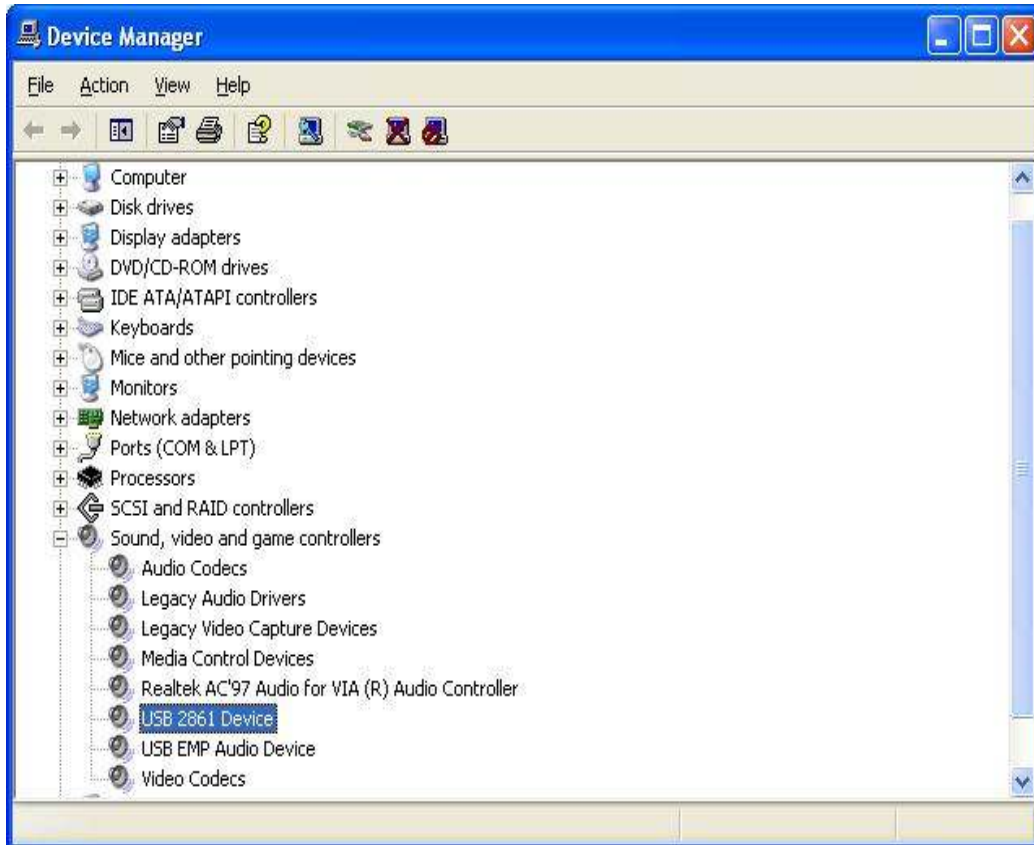 Device Manager
File Action View Help
Computer
Disk drives
Display adapters
DVD/CD-ROM drives
IDE ATA/ATAPI controllers
Keyboards
Mice and other pointing devices
Monitors
Network adapters
Ports (COM & LPT)
Processors
SCSI and RAID controllers
Sound, video and game controllers
Audio Codecs
Legacy Audio Drivers
Legacy Video Capture Devices
Media Control Devices
Realtek AC'97 Audio for VIA (R) Audio Controller
USB 2861 Device
USB EMP Audio Device
Video Codecs